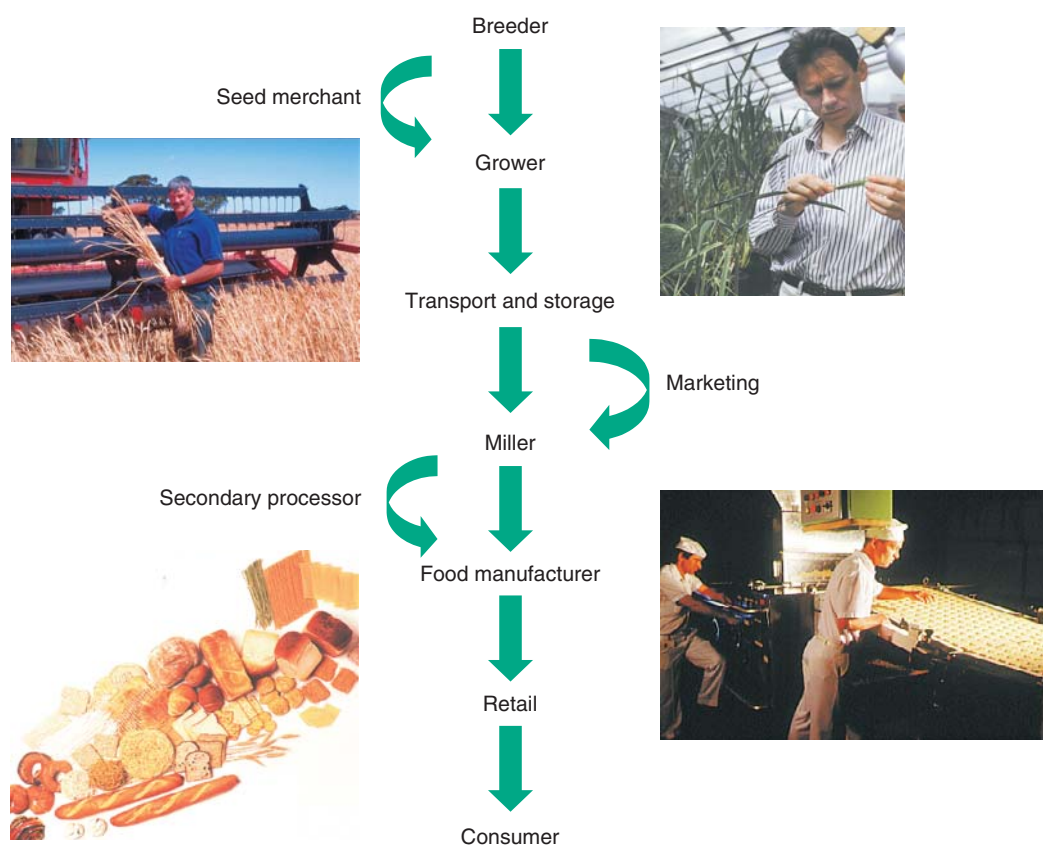 Breeder
Seed merchant
Grower
Transport and storage
Marketing
Miller
Secondary processor
Food manufacturer
Retail
Consumer